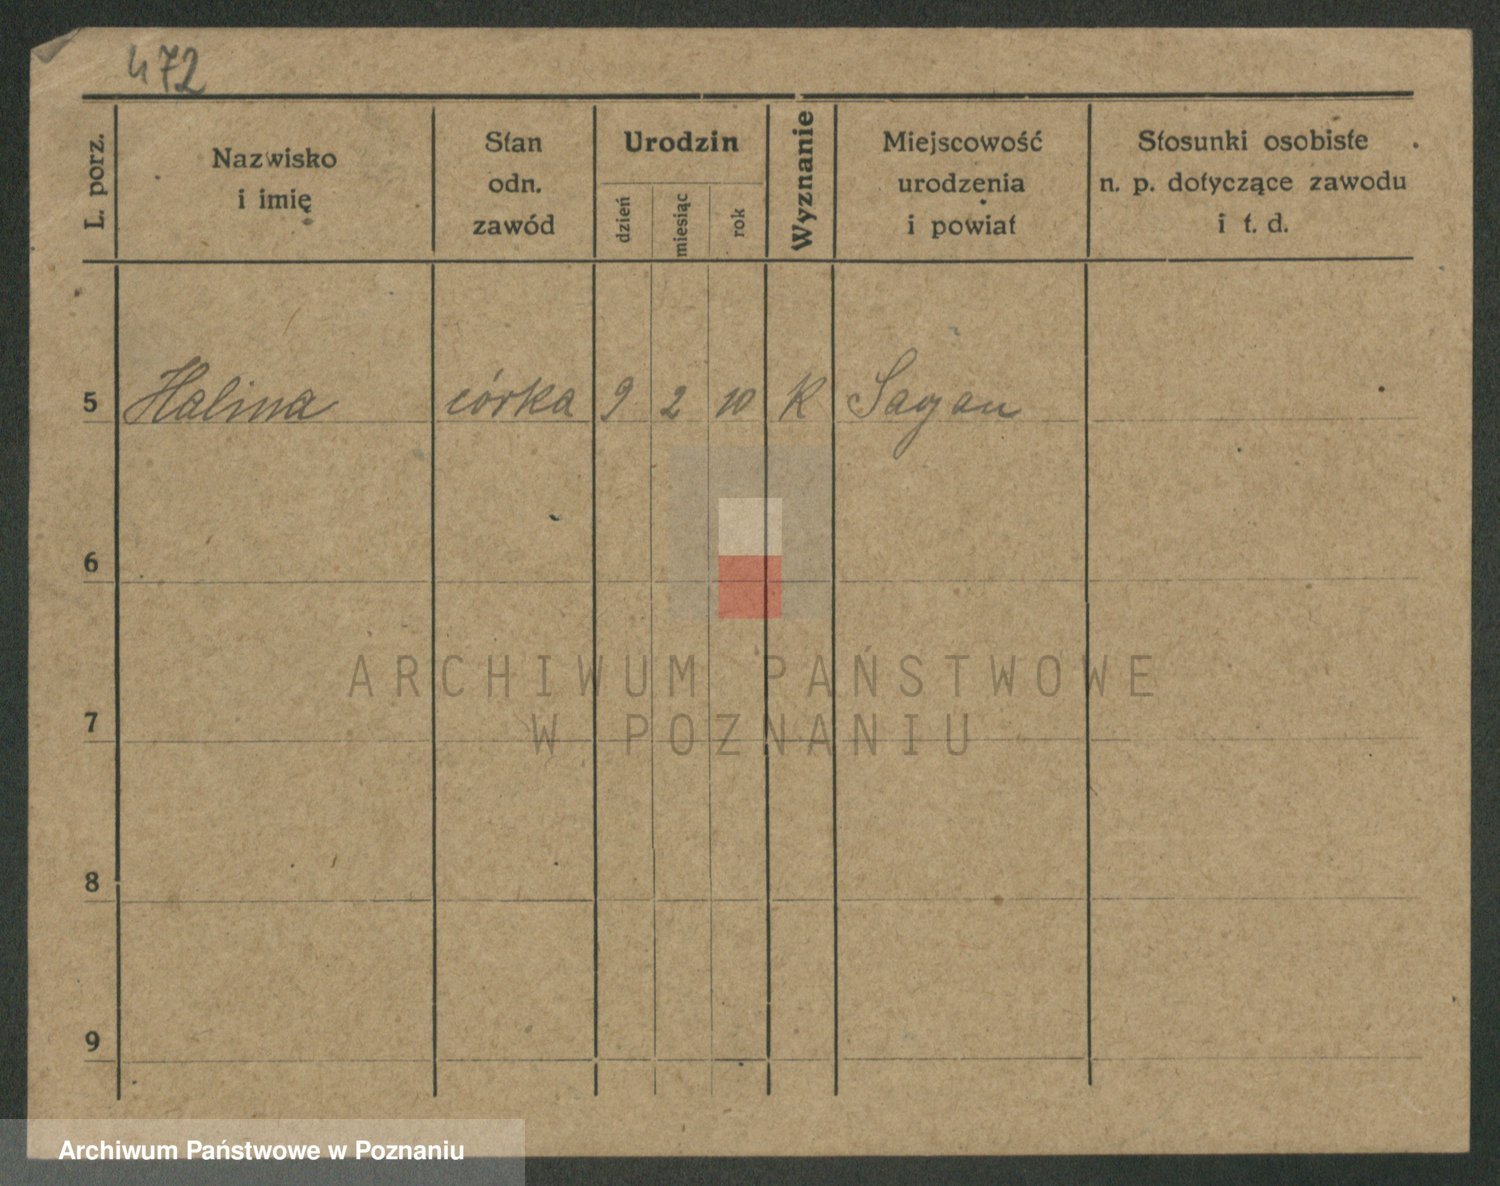 472
L. porz.
Nazwisko
i imię
Stan
odn.
zawód
Urodzin
dzień
miesiąc
rok
Wyznanie
Miejscowość
urodzenia
i powiat
Stosunki osobiste
n. p. dotyczące zawodu
i t. d.
5 Halina córka 9 2 10 K Sagan
6
7
8
9
ARCHIWUM PAŃSTWOWE
W POZNANIU
Archiwum Państwowe w Poznaniu